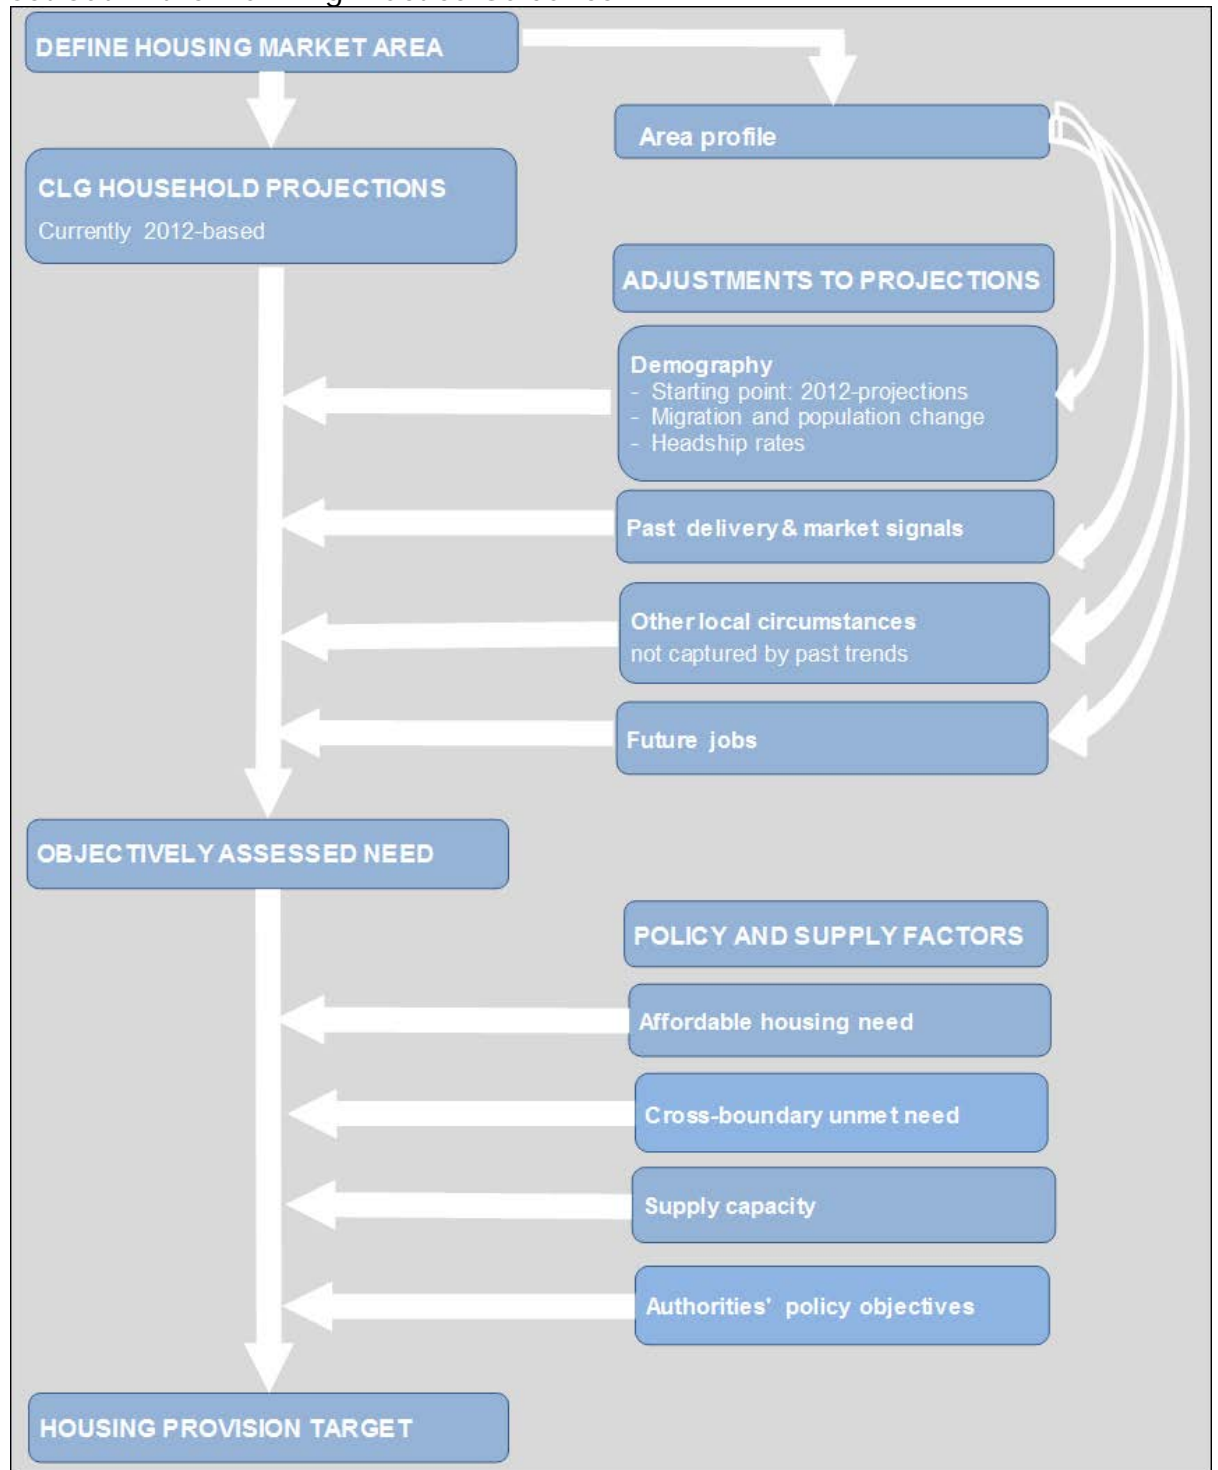 DEFINE HOUSING MARKET AREA
Area profile
CLG HOUSEHOLD PROJECTIONS
Currently 2012-based
ADJUSTMENTS TO PROJECTIONS
Demography
- Starting point: 2012-projections
- Migration and population change
- Headship rates
Past delivery & market signals
Other local circumstances
not captured by past trends
Future jobs
OBJECTIVELY ASSESSED NEED
POLICY AND SUPPLY FACTORS
Affordable housing need
Cross-boundary unmet need
Supply capacity
Authorities' policy objectives
HOUSING PROVISION TARGET